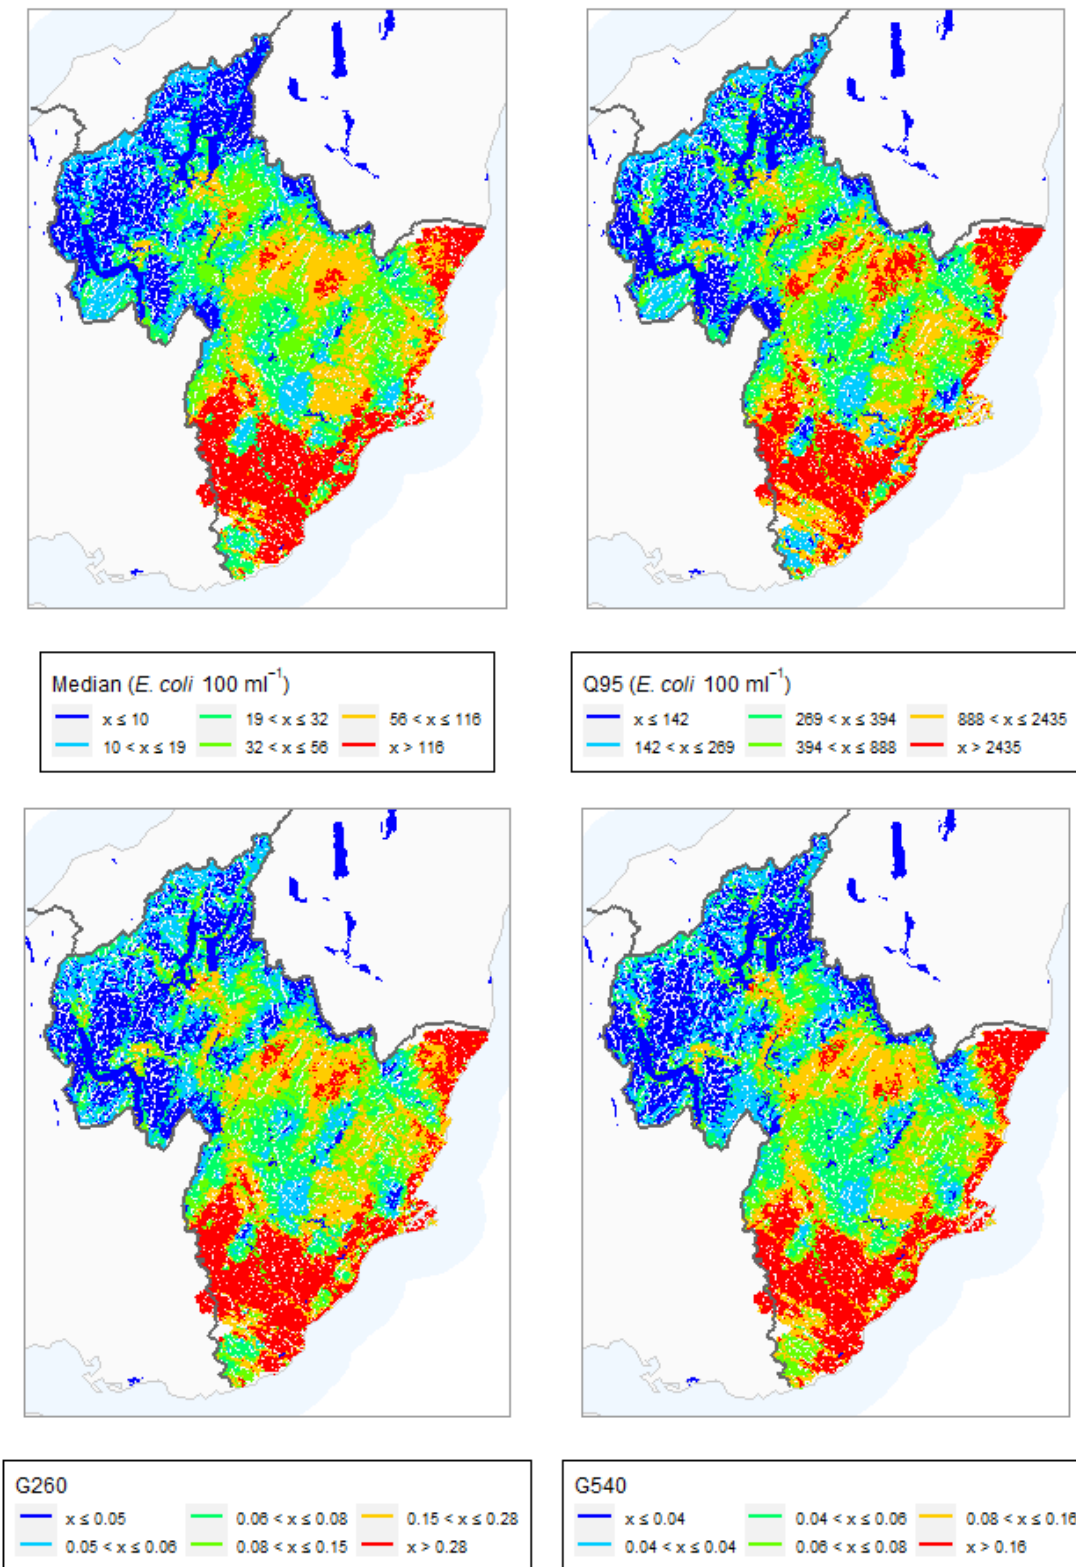 Median (E. coli 100 ml⁻¹)
x ≤ 10 19 < x ≤ 32 56 < x ≤ 116
10 < x ≤ 19 32 < x ≤ 56 x > 116
Q95 (E. coli 100 ml⁻¹)
x ≤ 142 269 < x ≤ 394 888 < x ≤ 2435
142 < x ≤ 269 394 < x ≤ 888 x > 2435
G260
x ≤ 0.05 0.06 < x ≤ 0.08 0.15 < x ≤ 0.28
0.05 < x ≤ 0.06 0.08 < x ≤ 0.15 x > 0.28
G540
x ≤ 0.04 0.04 < x ≤ 0.06 0.08 < x ≤ 0.16
0.04 < x ≤ 0.04 0.06 < x ≤ 0.08 x > 0.16